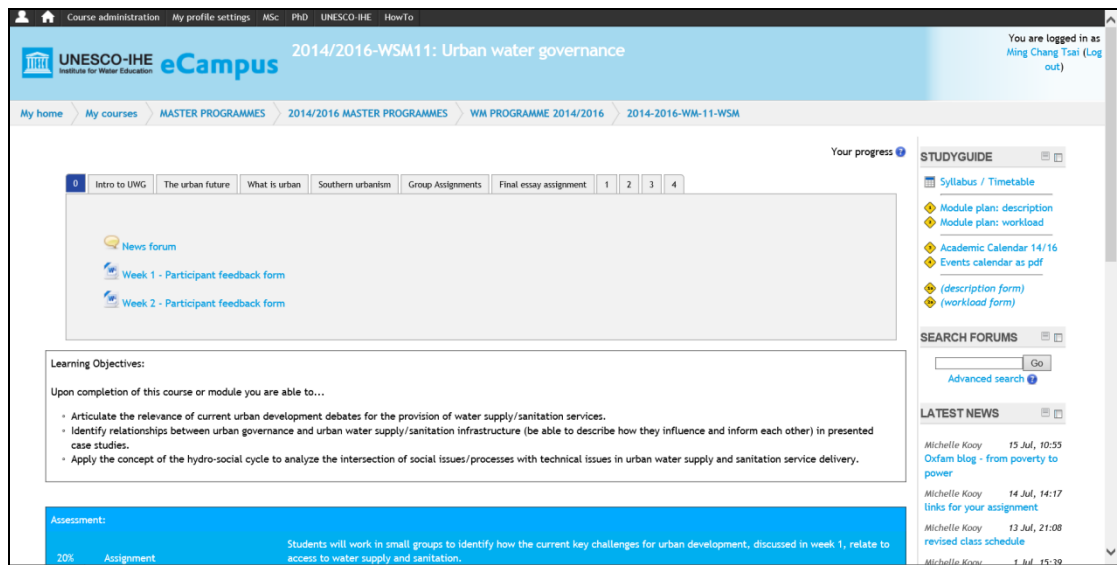 Course administration My profile settings MSc PhD UNESCO-IHE HowTo
UNESCO-IHE
Institute for Water Education
eCampus
2014/2016-WSM11: Urban water governance
You are logged in as
Ming Chang Tsai (Log
out)
My home My courses MASTER PROGRAMMES 2014/2016 MASTER PROGRAMMES WM PROGRAMME 2014/2016 2014-2016-WM-11-WSM
Your progress
0 Intro to UWG The urban future What is urban Southern urbanism Group Assignments Final essay assignment 1 2 3 4
News forum
Week 1 - Participant feedback form
Week 2 - Participant feedback form
Learning Objectives:
Upon completion of this course or module you are able to...
◦ Articulate the relevance of current urban development debates for the provision of water supply/sanitation services.
◦ Identify relationships between urban governance and urban water supply/sanitation infrastructure (be able to describe how they influence and inform each other) in presented
case studies.
◦ Apply the concept of the hydro-social cycle to analyze the intersection of social issues/processes with technical issues in urban water supply and sanitation service delivery.
Assessment:
20% Assignment
Students will work in small groups to identify how the current key challenges for urban development, discussed in week 1, relate to
access to water supply and sanitation.
STUDYGUIDE
Syllabus / Timetable
Module plan: description
Module plan: workload
Academic Calendar 14/16
Events calendar as pdf
(description form)
(workload form)
SEARCH FORUMS
Go
Advanced search
LATEST NEWS
Michelle Kooy 15 Jul, 10:55
Oxfam blog - from poverty to
power
Michelle Kooy 14 Jul, 14:17
links for your assignment
Michelle Kooy 13 Jul, 21:08
revised class schedule
Michelle Kooy 1 Jul, 15:39